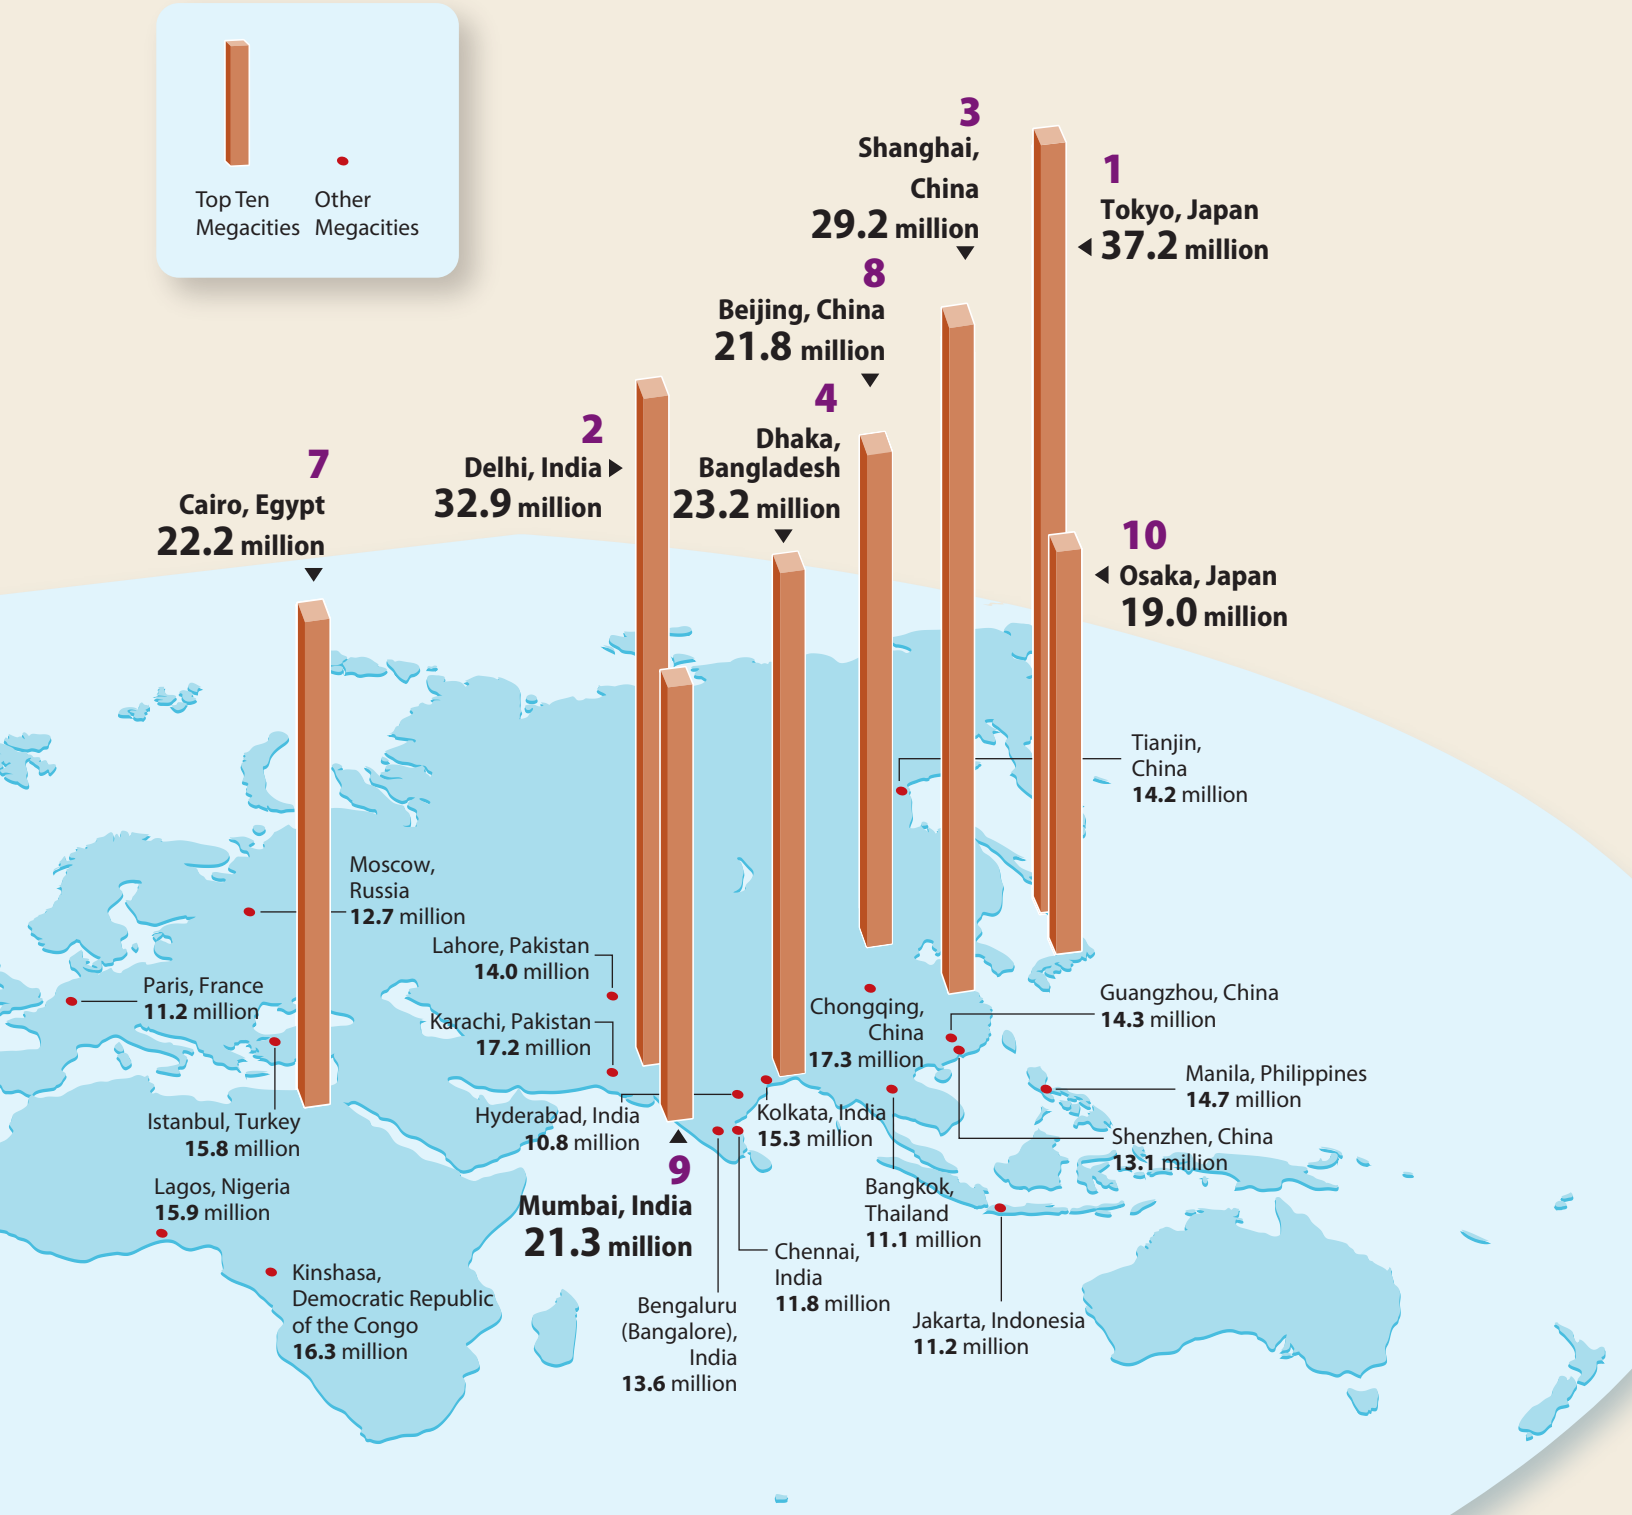 Top Ten
Megacities
Other
Megacities
3
Shanghai,
China
29.2 million
1
Tokyo, Japan
37.2 million
8
Beijing, China
21.8 million
4
Dhaka,
Bangladesh
23.2 million
2
Delhi, India
32.9 million
7
Cairo, Egypt
22.2 million
10
Osaka, Japan
19.0 million
Tianjin,
China
14.2 million
Moscow,
Russia
12.7 million
Lahore, Pakistan
14.0 million
Paris, France
11.2 million
Karachi, Pakistan
17.2 million
Chongqing,
China
17.3 million
Guangzhou, China
14.3 million
Manila, Philippines
14.7 million
Istanbul, Turkey
15.8 million
Hyderabad, India
10.8 million
Kolkata, India
15.3 million
Shenzhen, China
13.1 million
9
Mumbai, India
21.3 million
Lagos, Nigeria
15.9 million
Bangkok,
Thailand
11.1 million
Chennai,
India
11.8 million
Kinshasa,
Democratic Republic
of the Congo
16.3 million
Bengaluru
(Bangalore),
India
13.6 million
Jakarta, Indonesia
11.2 million